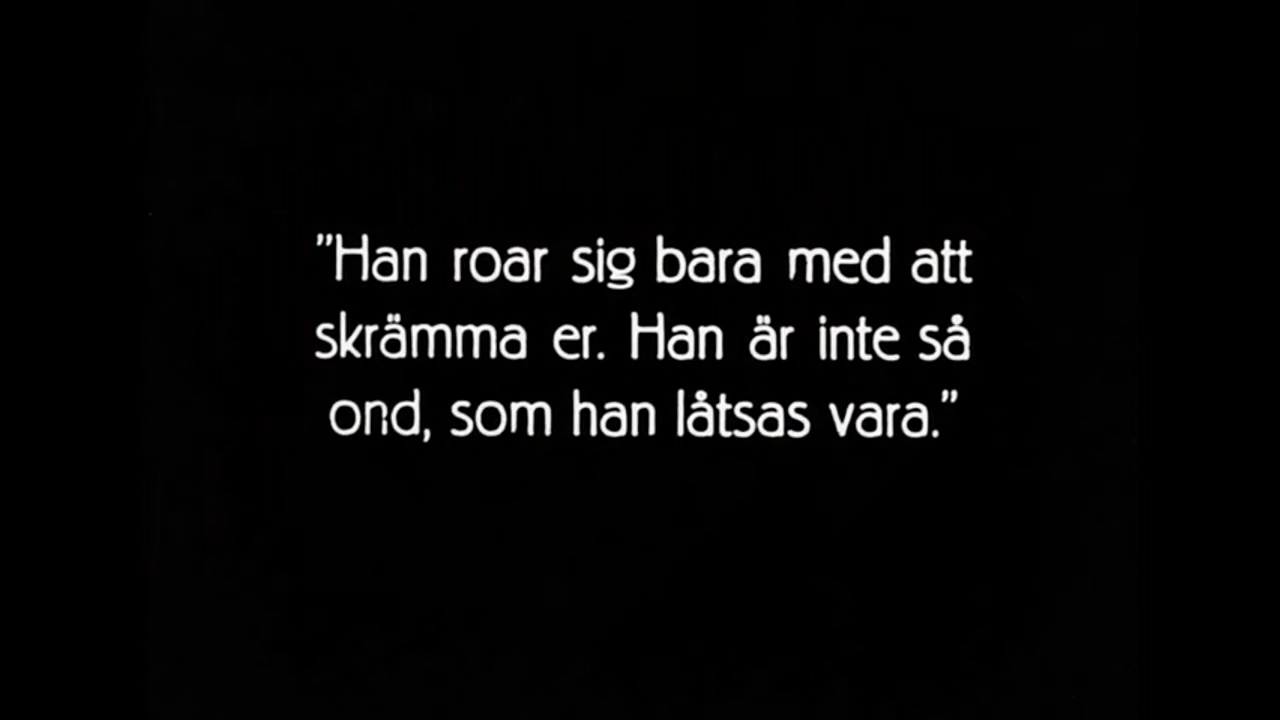 ”Han roar sig bara med att
skrämma er. Han är inte så
ond, som han låtsas vara.”